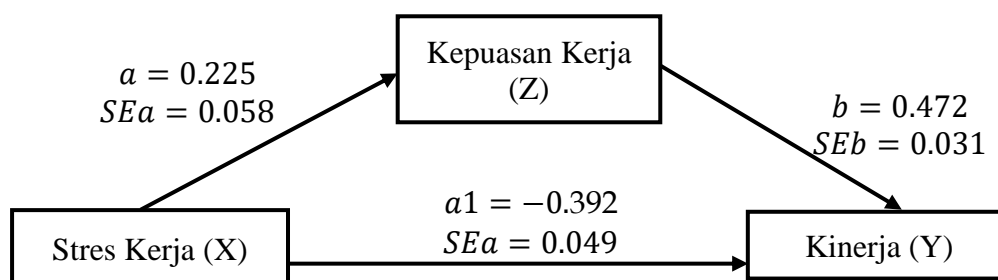 Kepuasan Kerja
(Z)
a = 0.225
SEa = 0.058
b = 0.472
SEb = 0.031
a1 = −0.392
SEa = 0.049
Stres Kerja (X)
Kinerja (Y)